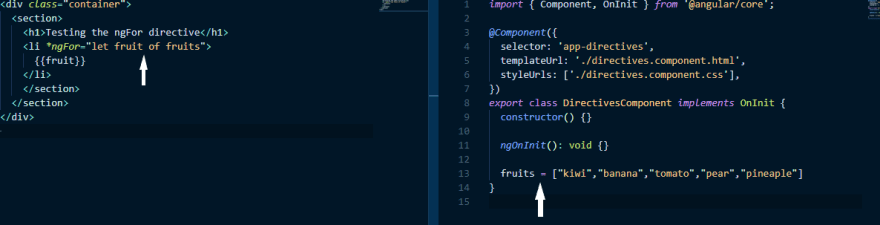 <div class="container">
<section>
<h1>Testing the ngFor directive</h1>
<li *ngFor="let fruit of fruits">
{{fruit}}
</li>
</section>
</section>
</div>
1 import { Component, OnInit } from '@angular/core';
2
3 @Component({
4 selector: 'app-directives',
5 templateUrl: './directives.component.html',
6 styleUrls: ['./directives.component.css'],
7 })
8 export class DirectivesComponent implements OnInit {
9 constructor() {}
10
11 ngOnInit(): void {}
12
13 fruits = ["kiwi","banana","tomato","pear","pineaple"]
14 }
15